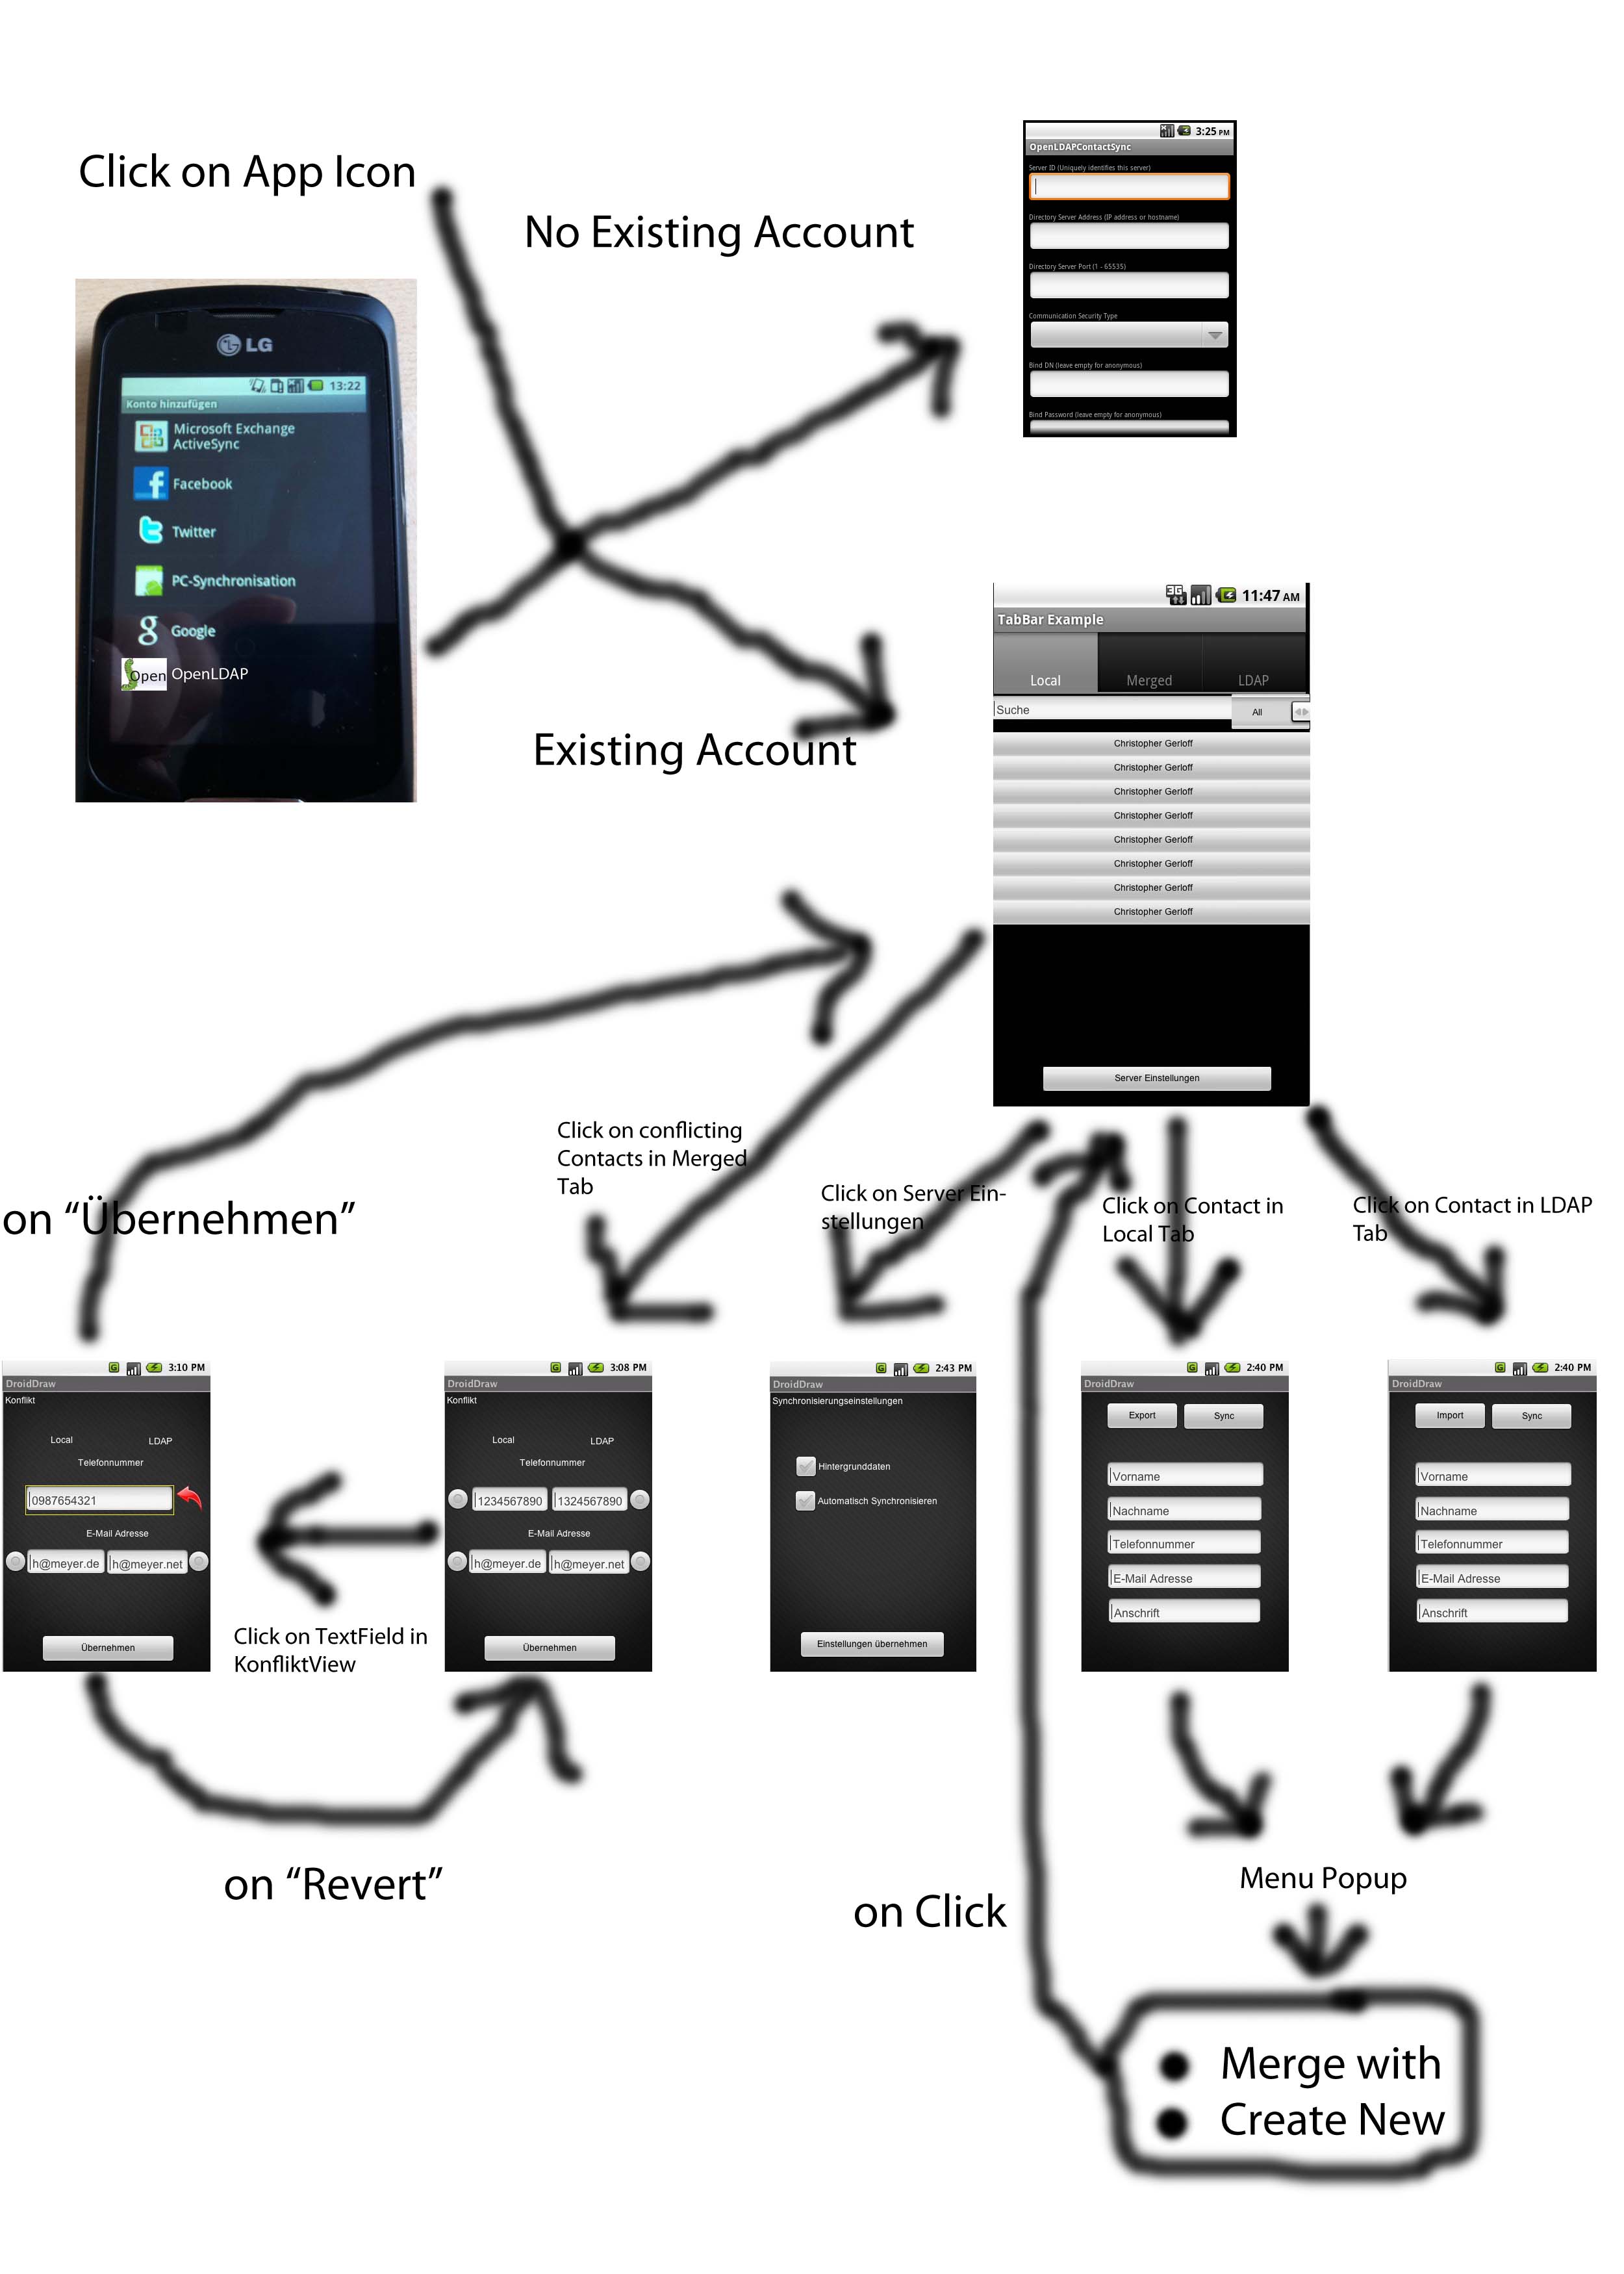 Click on App Icon
No Existing Account
3:25 PM
OpenLDAPContactSync
Server ID (Uniquely identifies this server)
Directory Server Address (IP address or hostname)
Directory Server Port (1 - 65535)
Communication Security Type
Bind DN (leave empty for anonymous)
Bind Password (leave empty for anonymous)
LG
13:22
Konto hinzufügen
Microsoft Exchange
ActiveSync
Facebook
Twitter
PC-Synchronisation
Google
Open OpenLDAP
Existing Account
3G 11:47 AM
TabBar Example
Local Merged LDAP
Suche All
Christopher Gerloff
Christopher Gerloff
Christopher Gerloff
Christopher Gerloff
Christopher Gerloff
Christopher Gerloff
Christopher Gerloff
Christopher Gerloff
Server Einstellungen
Click on conflicting
Contacts in Merged
Tab
Click on Server Ein-
stellungen
Click on Contact in
Local Tab
Click on Contact in LDAP
Tab
on “Übernehmen”
G 3:10 PM
DroidDraw
Konflikt
Local LDAP
Telefonnummer
0987654321
E-Mail Adresse
h@meyer.de h@meyer.net
Übernehmen
Click on TextField in
KonfliktView
G 3:08 PM
DroidDraw
Konflikt
Local LDAP
Telefonnummer
1234567890 1324567890
E-Mail Adresse
h@meyer.de h@meyer.net
Übernehmen
G 2:43 PM
DroidDraw
Synchronisierungseinstellungen
Hintergrunddaten
Automatisch Synchronisieren
Einstellungen übernehmen
G 2:40 PM
DroidDraw
Export Sync
Vorname
Nachname
Telefonnummer
E-Mail Adresse
Anschrift
G 2:40 PM
DroidDraw
Import Sync
Vorname
Nachname
Telefonnummer
E-Mail Adresse
Anschrift
on “Revert”
on Click
Menu Popup
• Merge with
• Create New